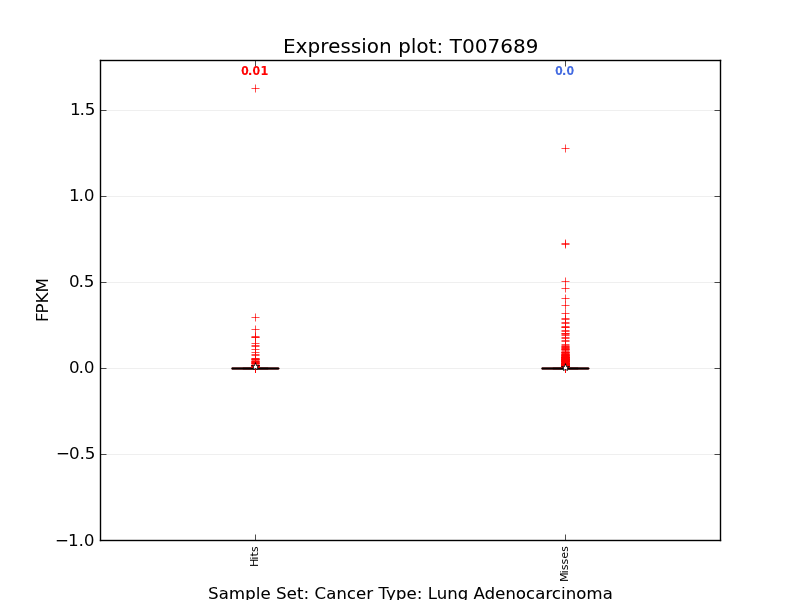 Expression plot: T007689
0.01
0.0
1.5
1.0
0.5
0.0
−0.5
−1.0
FPKM
Hits
Misses
Sample Set: Cancer Type: Lung Adenocarcinoma